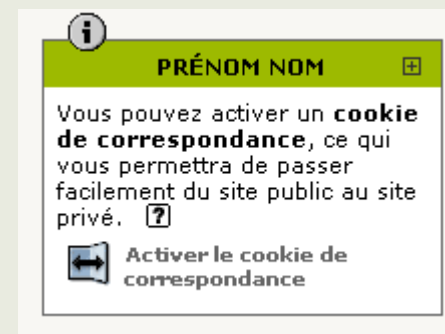 PRÉNOM NOM
Vous pouvez activer un cookie
de correspondance, ce qui
vous permettra de passer
facilement du site public au site
privé. ?
Activer le cookie de
correspondance